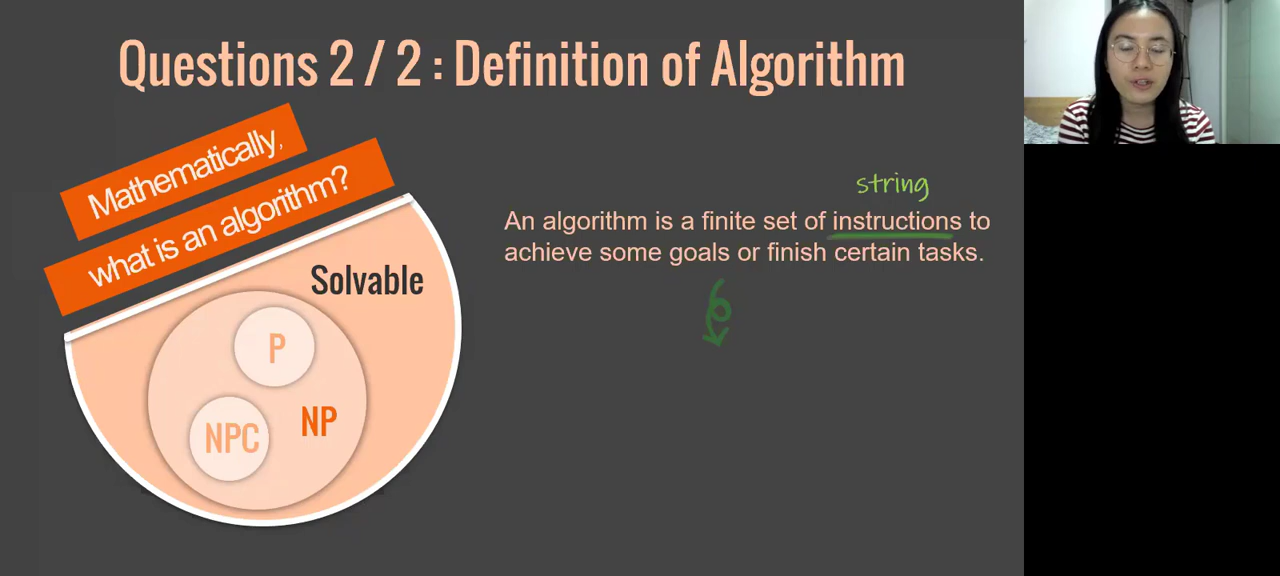 Questions 2 / 2 : Definition of Algorithm
Mathematically,
what is an algorithm?
string
An algorithm is a finite set of instructions to
achieve some goals or finish certain tasks.
Solvable
P
NP
NPC